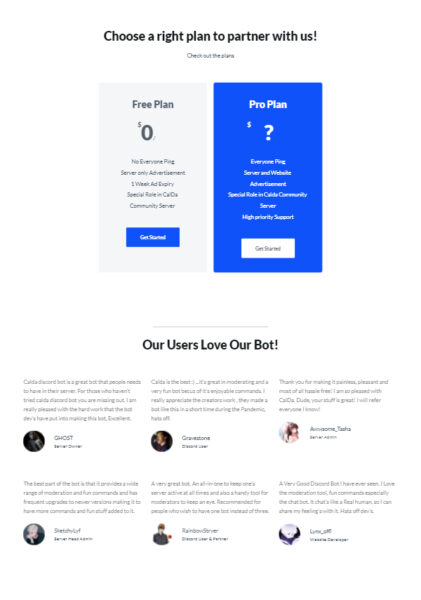 Choose a right plan to partner with us!
Check out the plans
Free Plan
$0
No Everyone Ping
Server only Advertisement
1 Week Ad Expiry
Special Role in CalDa
Community Server
Get Started
Pro Plan
$ ?
Everyone Ping
Server and Website
Advertisement
Special Role in Calda Community
Server
High priority Support
Get Started
Our Users Love Our Bot!
Calda discord bot is a great bot that people needs
to have in their server. For those who haven't
tried calda discord bot you are missing out. I am
really pleased with the hard work that the bot
dev's have put into making this bot, Excellent.
GHOST
Server Owner
Calda is the best :) ...it's great in moderating and a
very fun bot becus of it's enjoyable commands. I
really appreciate the creators work , they made a
bot like this in a short time during the Pandemic,
hats off.
Gravestone
Discord User
Thank you for making it painless, pleasant and
most of all hassle free! I am so pleased with
CalDa. Dude, your stuff is great! I will refer
everyone I know!
Awwsome_Tasha
Server Admin
The best part of the bot is that it provides a wide
range of moderation and fun commands and has
frequent upgrades to never versions making it to
have more commands and fun stuff added to it.
SketchyLyf
Server Head Admin
A very great bot. An all-in-one to keep one's
server active at all times and also a handy tool for
moderators to keep an eye. Recommended for
people who wish to have one bot instead of three.
RainbowStryer
Discord User & Partner
A Very Good Discord Bot I have ever seen. I Love
the moderation tool, fun commands especially
the chat bot. It chat's like a Real human, so I can
share my feeling's with it. Hats off dev's.
Website Developer